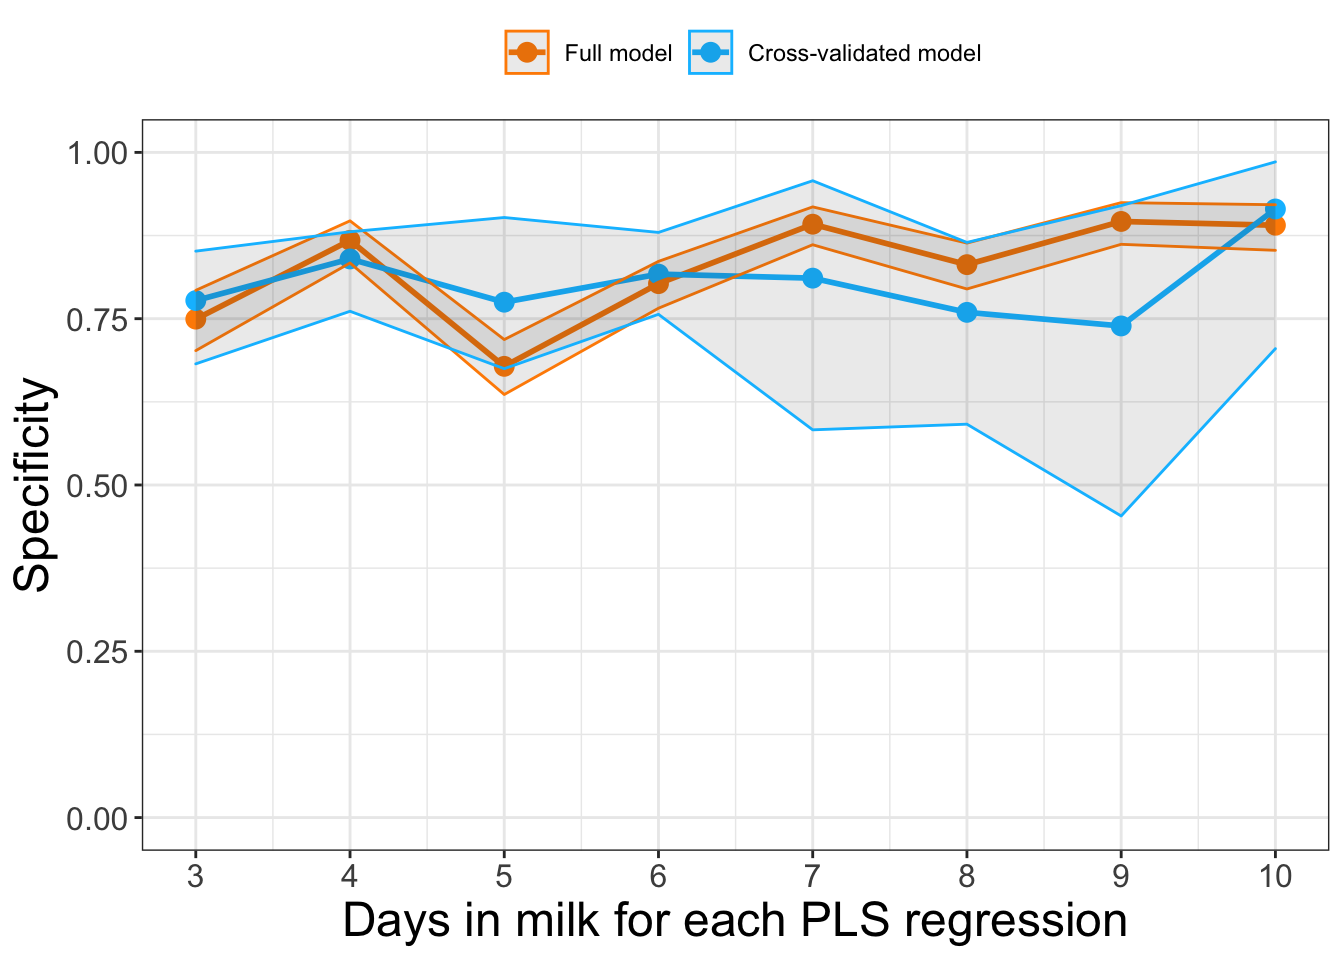 Full model
Cross-validated model
1.00
0.75
0.50
0.25
0.00
Specificity
3 4 5 6 7 8 9 10
Days in milk for each PLS regression